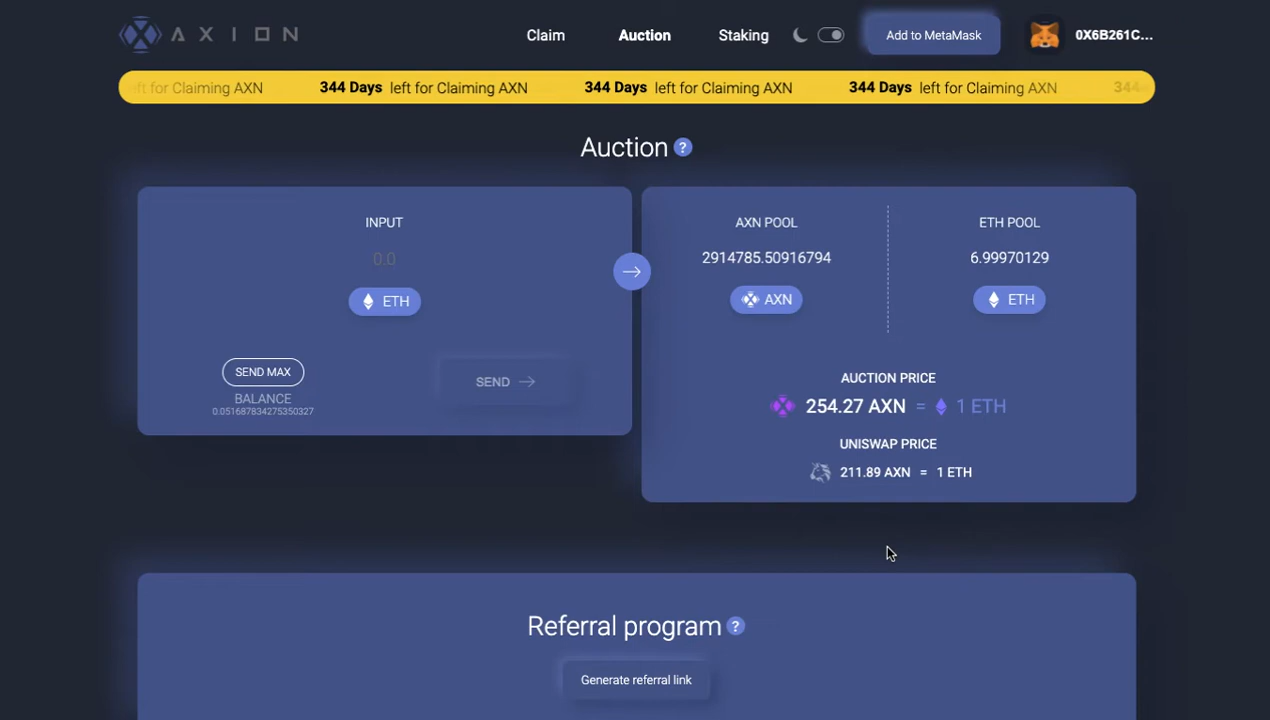 AXION
Claim
Auction
Staking
Add to MetaMask
0X6B261C...
left for Claiming AXN 344 Days left for Claiming AXN 344 Days left for Claiming AXN 344 Days left for Claiming AXN 344
Auction ?
INPUT
0.0
ETH
SEND MAX
BALANCE
0.051687834275350327
SEND
AXN POOL
2914785.50916794
AXN
ETH POOL
6.99970129
ETH
AUCTION PRICE
254.27 AXN = 1 ETH
UNISWAP PRICE
211.89 AXN = 1 ETH
Referral program ?
Generate referral link